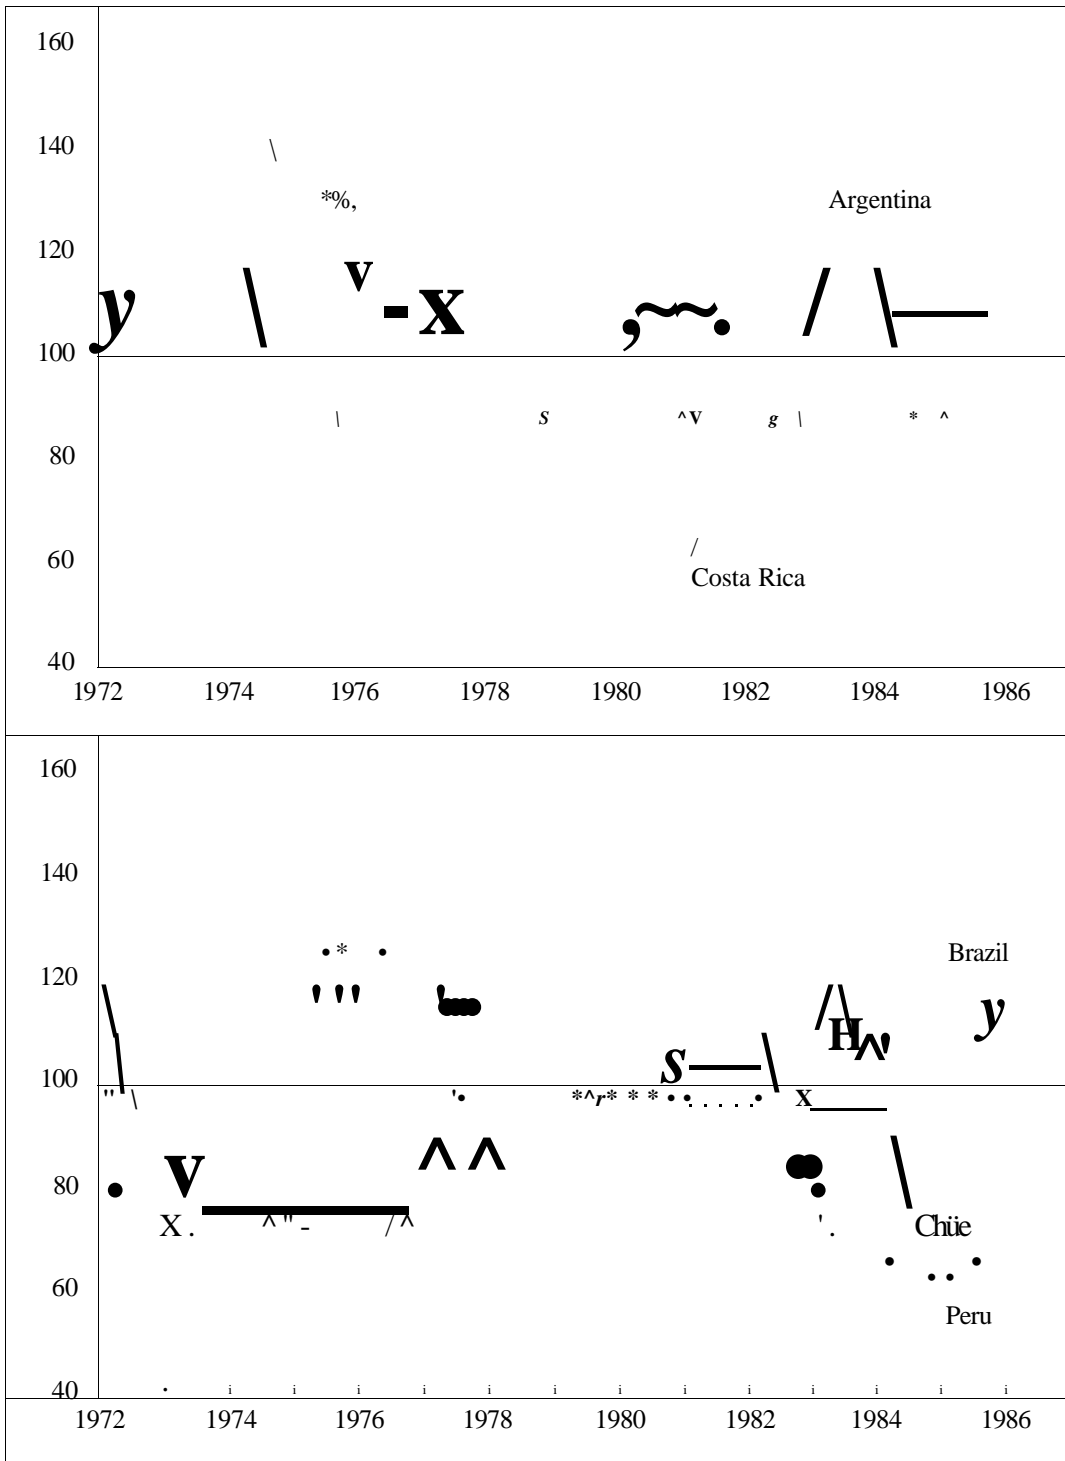 160
140
\
*%,
Argentina
120
y \ v - x ,~~. / \
100
\ S ^V g \ * ^
80
60
/
Costa Rica
40
1972 1974 1976 1978 1980 1982 1984 1986
160
140
• * •
Brazil
120
\ ' ' ' '•••• /\ H ^' y
s \
100
'' \ '• *^r* * * • •. . . . .• x
^ ^ \
v
80
X . ^ " - / ^ ' . Chüe
• •
60
• •
Peru
40
. i i i i i i i i i i i i i
1972 1974 1976 1978 1980 1982 1984 1986